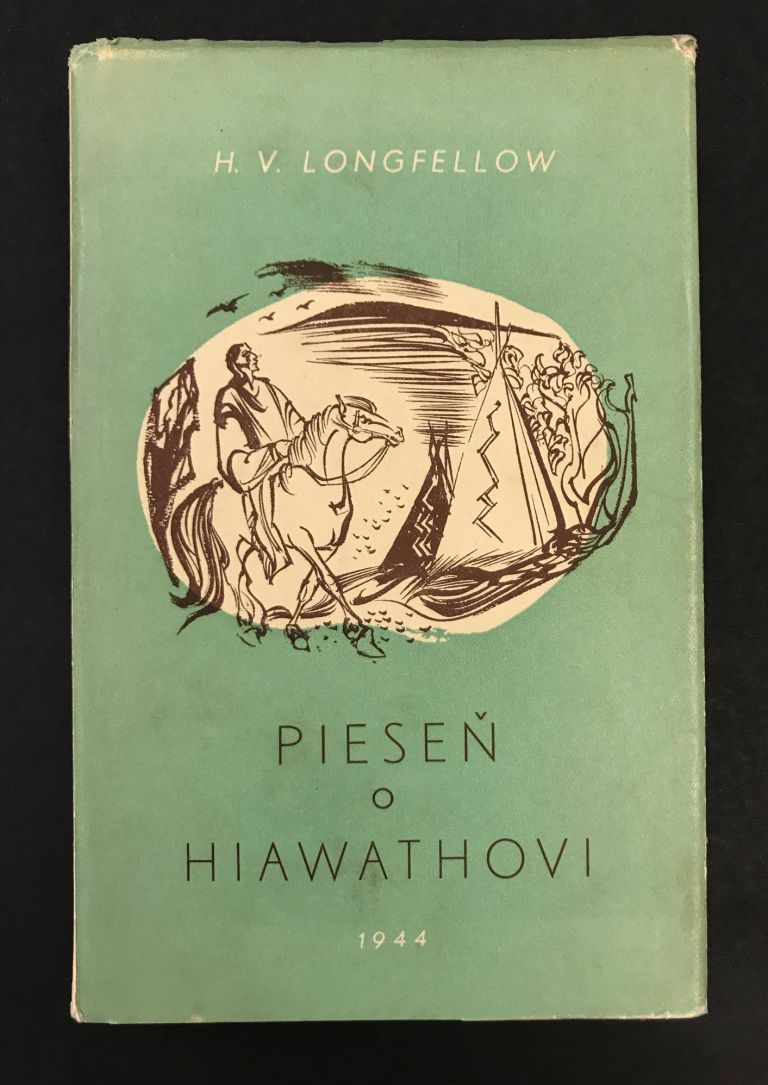 H. V. LONGFELLOW
PIESEŇ
O
HIAWATHOVI
1944